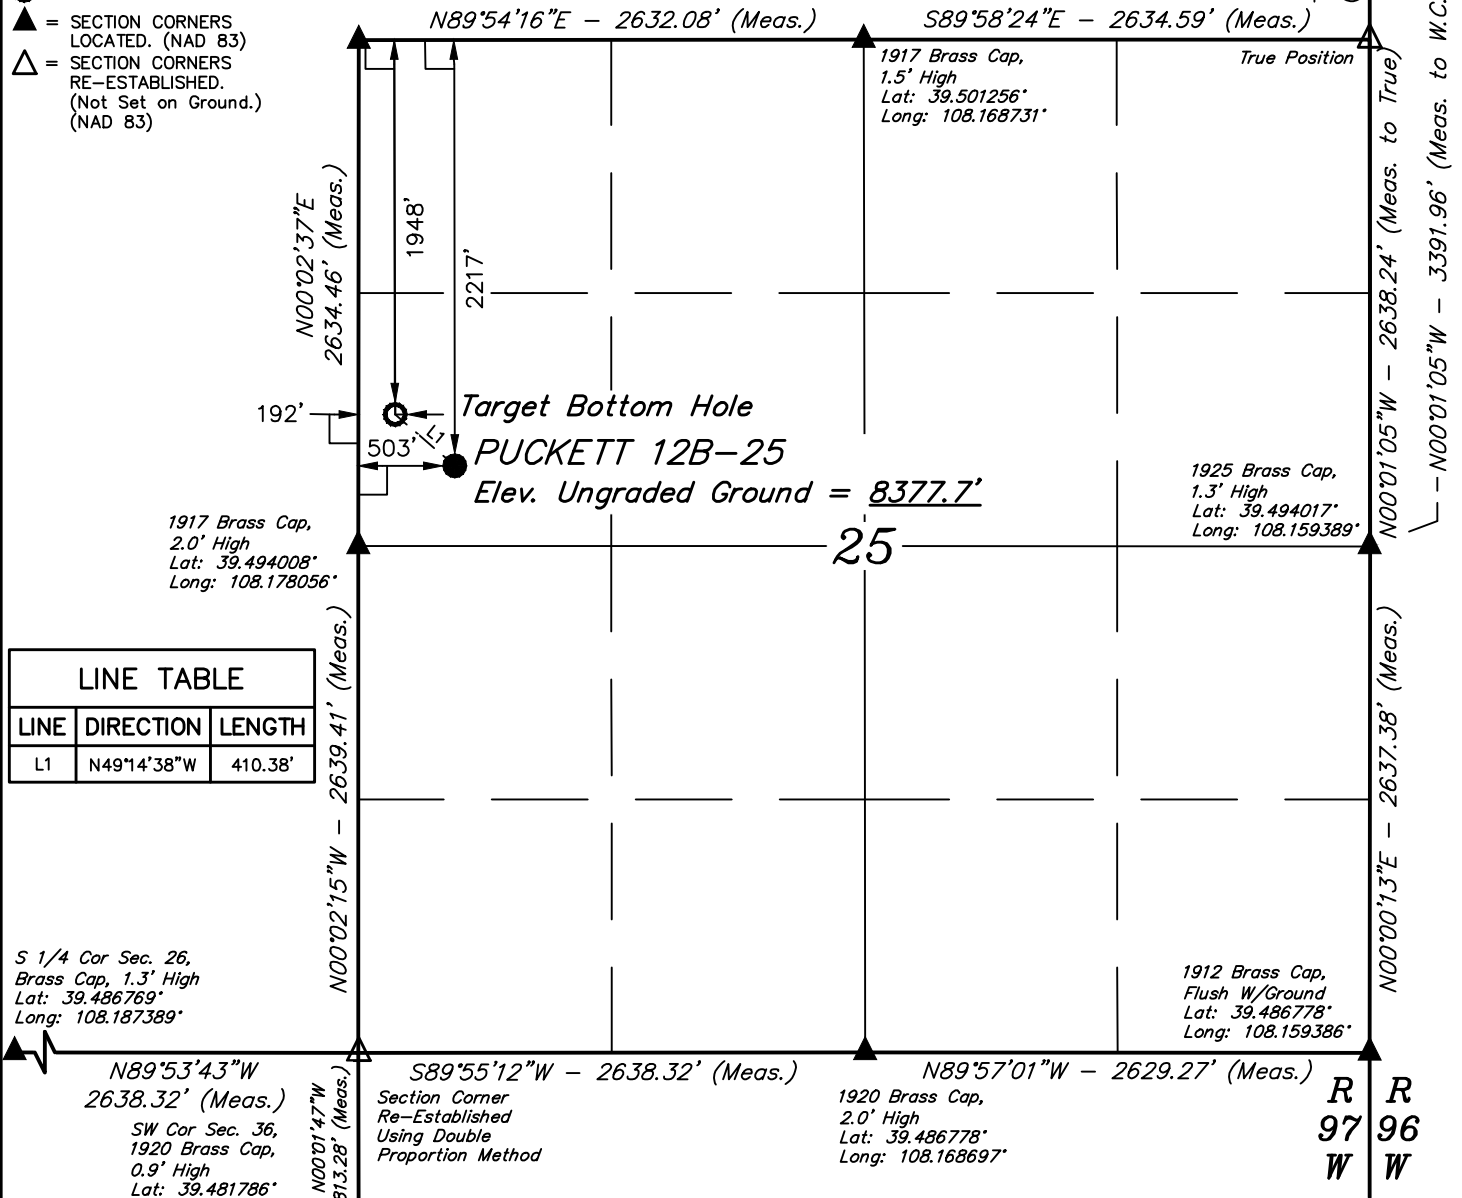 = SECTION CORNERS
LOCATED. (NAD 83)
= SECTION CORNERS
RE-ESTABLISHED.
(Not Set on Ground.)
(NAD 83)
N89°54'16"E - 2632.08' (Meas.)
S89°58'24"E - 2634.59' (Meas.)
1917 Brass Cap,
1.5' High
Lat: 39.501256°
Long: 108.168731°
True Position
N00°02'37"E
2634.46' (Meas.)
1948'
2217'
N00°01'05"W - 2638.24' (Meas. to True)
N00°01'05"W - 3391.96' (Meas. to W.C.
192'
Target Bottom Hole
503'
L1
PUCKETT 12B-25
Elev. Ungraded Ground = 8377.7'
1925 Brass Cap,
1.3' High
Lat: 39.494017°
Long: 108.159389°
1917 Brass Cap,
2.0' High
Lat: 39.494008°
Long: 108.178056°
25
LINE TABLE
LINE DIRECTION LENGTH
L1 N49°14'38"W 410.38'
N00°02'15"W - 2639.41' (Meas.)
N00°00'13"E - 2637.38' (Meas.)
S 1/4 Cor Sec. 26,
Brass Cap, 1.3' High
Lat: 39.486769°
Long: 108.187389°
1912 Brass Cap,
Flush W/Ground
Lat: 39.486778°
Long: 108.159386°
N89°53'43"W
2638.32' (Meas.)
S89°55'12"W - 2638.32' (Meas.)
N89°57'01"W - 2629.27' (Meas.)
SW Cor Sec. 36,
1920 Brass Cap,
0.9' High
Lat: 39.481786°
N00°01'47"W
813.28' (Meas.)
Section Corner
Re-Established
Using Double
Proportion Method
1920 Brass Cap,
2.0' High
Lat: 39.486778°
Long: 108.168697°
R R
97 96
W W